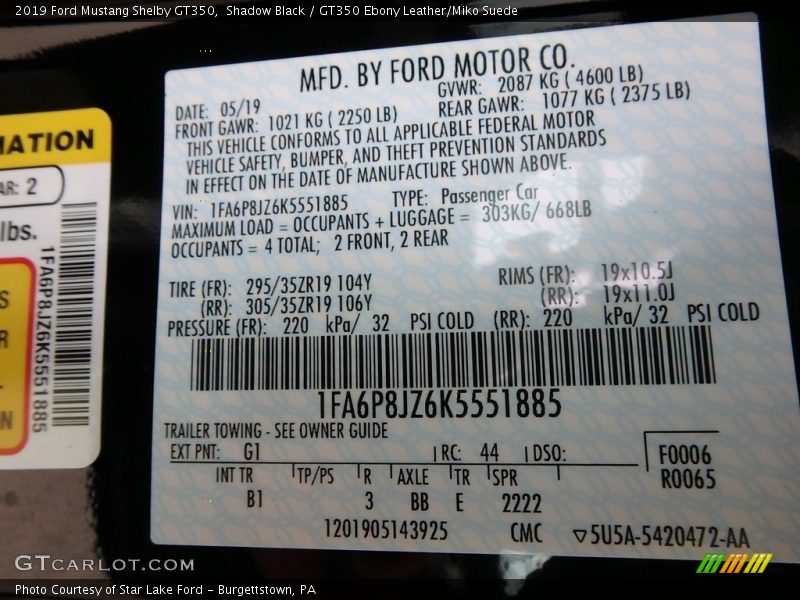 2019 Ford Mustang Shelby GT350,  Shadow Black / GT350 Ebony Leather/Miko Suede
MFD. BY FORD MOTOR CO.
DATE: 05/19
GVWR: 2087 KG ( 4600 LB)
FRONT GAWR: 1021 KG ( 2250 LB)
REAR GAWR: 1077 KG ( 2375 LB)
THIS VEHICLE CONFORMS TO ALL APPLICABLE FEDERAL MOTOR
VEHICLE SAFETY, BUMPER, AND THEFT PREVENTION STANDARDS
IN EFFECT ON THE DATE OF MANUFACTURE SHOWN ABOVE.
VIN: 1FA6P8JZ6K5551885 TYPE: Passenger Car
MAXIMUM LOAD = OCCUPANTS + LUGGAGE = 303KG/ 668LB
OCCUPANTS = 4 TOTAL; 2 FRONT, 2 REAR
TIRE (FR): 295/35ZR19 104Y RIMS (FR): 19x10.5J
(RR): 305/35ZR19 106Y (RR): 19x11.0J
PRESSURE (FR): 220 kPa/ 32 PSI COLD (RR): 220 kPa/ 32 PSI COLD
1FA6P8JZ6K5551885
TRAILER TOWING - SEE OWNER GUIDE
EXT PNT: G1 RC: 44 DSO: F0006
R0065
INT TR TP/PS R AXLE TR SPR
B1 3 BB E 2222
1201905143925 CMC ▽5U5A-5420472-AA
MATION
AR: 2
lbs.
1FA6P8JZ6K5551885
S
R
N
GTCARLOT.COM
Photo Courtesy of Star Lake Ford - Burgettstown, PA